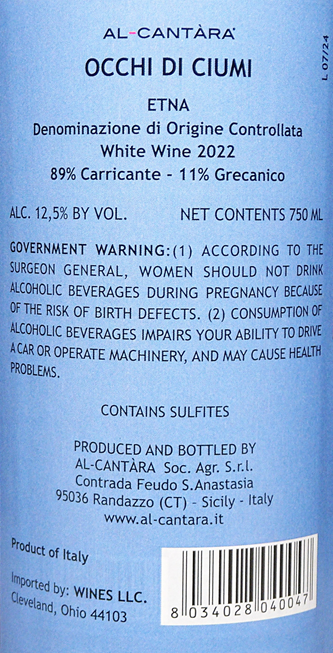 AL-CANTÀRA®
L 07/24
OCCHI DI CIUMI
ETNA
Denominazione di Origine Controllata
White Wine 2022
89% Carricante - 11% Grecanico
ALC. 12,5% BY VOL. NET CONTENTS 750 ML
GOVERNMENT WARNING:(1) ACCORDING TO THE
SURGEON GENERAL, WOMEN SHOULD NOT DRINK
ALCOHOLIC BEVERAGES DURING PREGNANCY BECAUSE
OF THE RISK OF BIRTH DEFECTS. (2) CONSUMPTION OF
ALCOHOLIC BEVERAGES IMPAIRS YOUR ABILITY TO DRIVE
A CAR OR OPERATE MACHINERY, AND MAY CAUSE HEALTH
PROBLEMS.
CONTAINS SULFITES
PRODUCED AND BOTTLED BY
AL-CANTÀRA Soc. Agr. S.r.l.
Contrada Feudo S.Anastasia
95036 Randazzo (CT) - Sicily - Italy
www.al-cantara.it
Product of Italy
Imported by: WINES LLC.
Cleveland, Ohio 44103
8 034028 040047